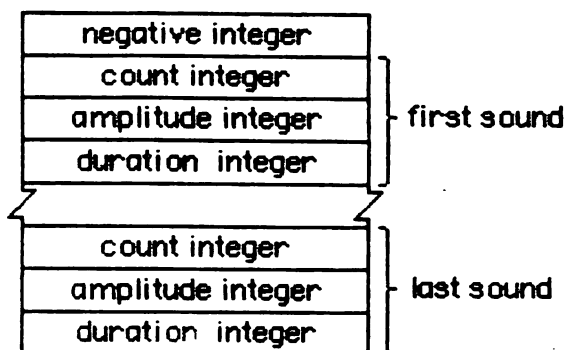 negative integer
count integer
amplitude integer
first sound
duration integer
count integer
amplitude integer
last sound
duration integer